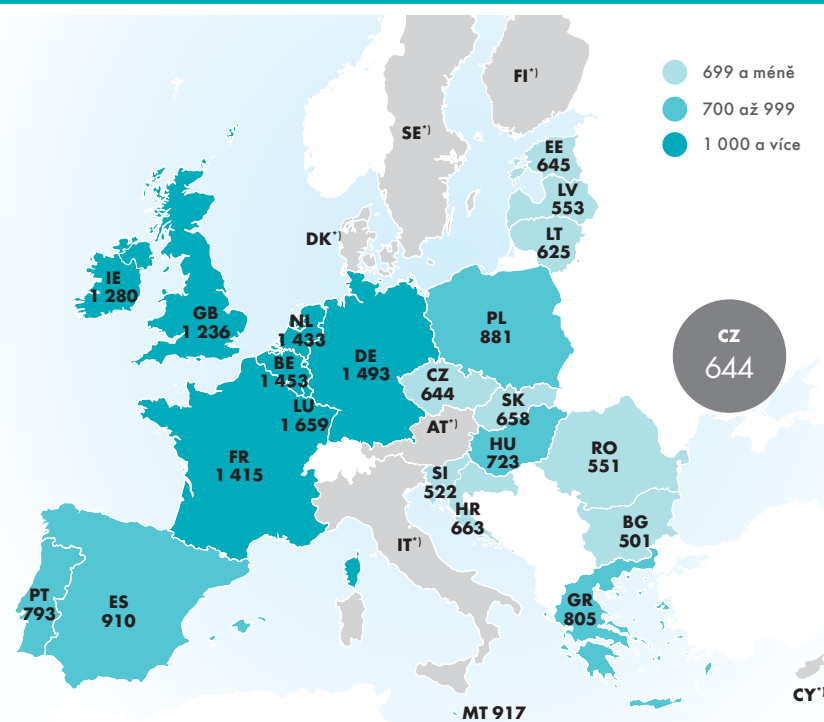 699 a méně
700 až 999
1 000 a více
FI*)
SE*)
EE
645
LV
553
LT
625
DK*)
IE
1 280
GB
1 236
NL
1 433
BE
1 453
LU
1 659
DE
1 493
PL
881
CZ
644
CZ
644
SK
658
AT*)
HU
723
FR
1 415
SI
522
HR
663
RO
551
BG
501
IT*)
PT
793
ES
910
GR
805
CY*)
MT 917